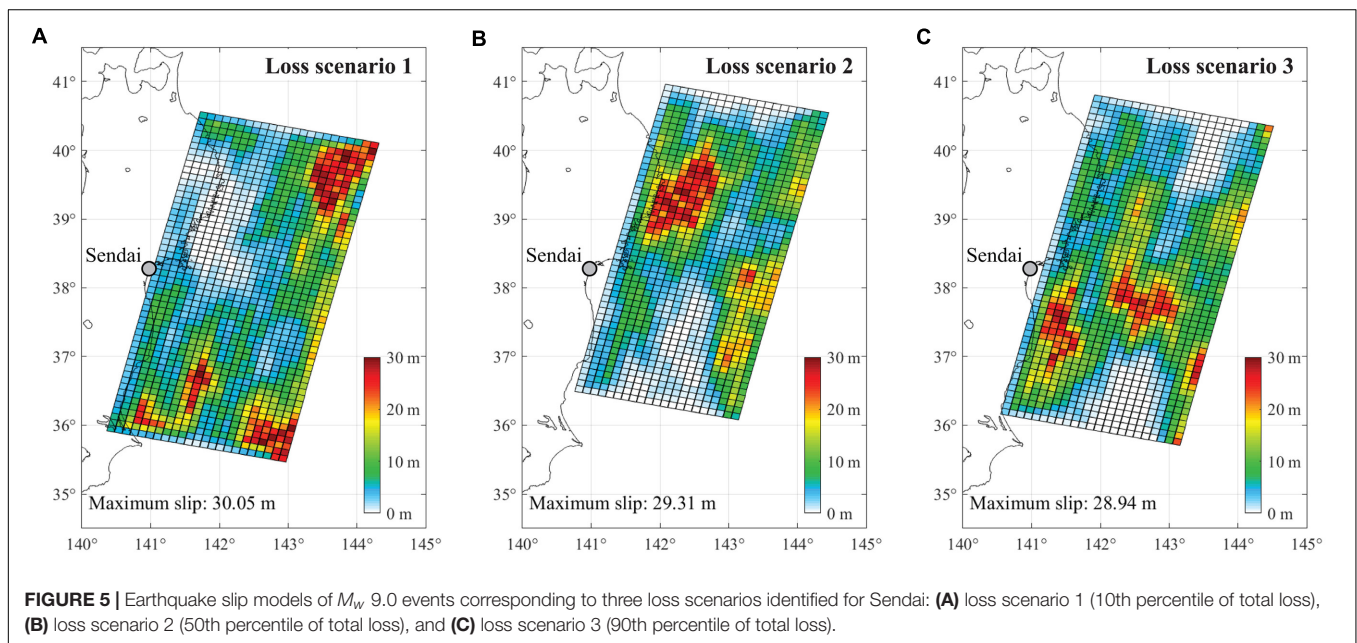 A
Loss scenario 1
41°
40°
39°
38°
37°
36°
35°
Sendai
30 m
20 m
10 m
0 m
Maximum slip: 30.05 m
140° 141° 142° 143° 144° 145°
B
Loss scenario 2
41°
40°
39°
38°
37°
36°
35°
Sendai
30 m
20 m
10 m
0 m
Maximum slip: 29.31 m
140° 141° 142° 143° 144° 145°
C
Loss scenario 3
41°
40°
39°
38°
37°
36°
35°
Sendai
30 m
20 m
10 m
0 m
Maximum slip: 28.94 m
140° 141° 142° 143° 144° 145°
FIGURE 5 | Earthquake slip models of Mw 9.0 events corresponding to three loss scenarios identified for Sendai: (A) loss scenario 1 (10th percentile of total loss),
(B) loss scenario 2 (50th percentile of total loss), and (C) loss scenario 3 (90th percentile of total loss).